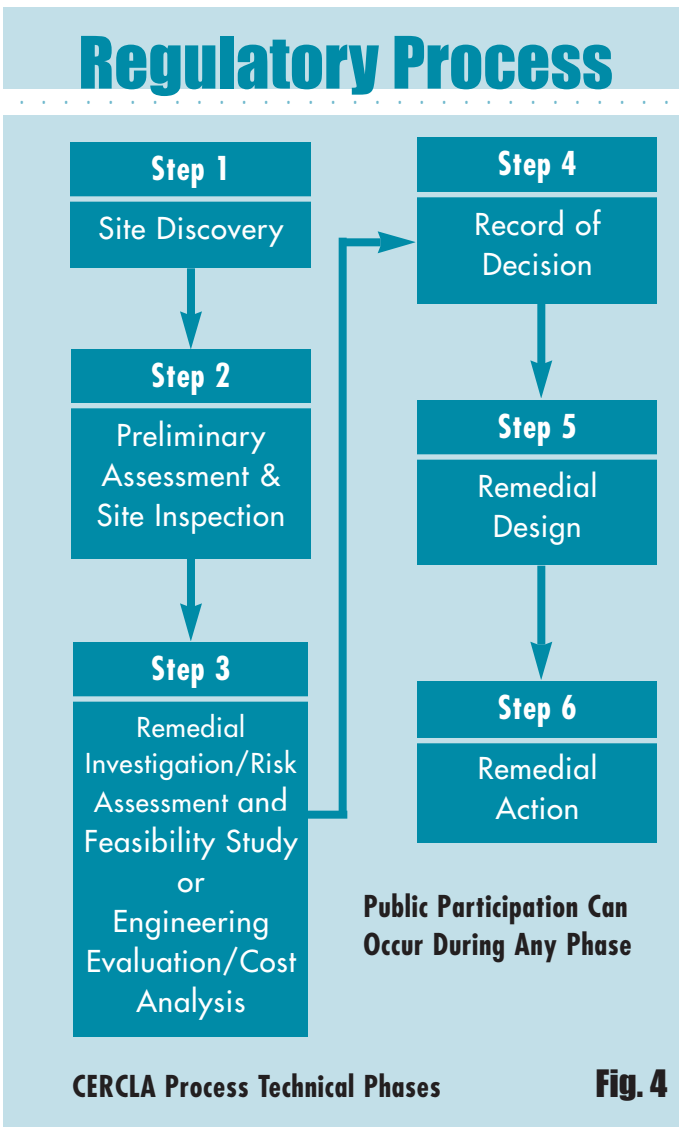 Regulatory Process
Step 1
Site Discovery
Step 2
Preliminary
Assessment &
Site Inspection
Step 3
Remedial
Investigation/Risk
Assessment and
Feasibility Study
or
Engineering
Evaluation/Cost
Analysis
Step 4
Record of
Decision
Step 5
Remedial
Design
Step 6
Remedial
Action
Public Participation Can
Occur During Any Phase
CERCLA Process Technical Phases
Fig. 4